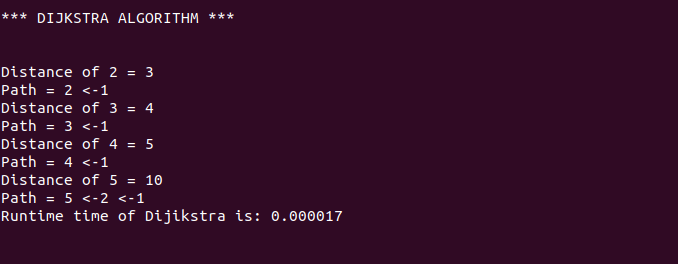 *** DIJKSTRA ALGORITHM ***
Distance of 2 = 3
Path = 2 <-1
Distance of 3 = 4
Path = 3 <-1
Distance of 4 = 5
Path = 4 <-1
Distance of 5 = 10
Path = 5 <-2 <-1
Runtime time of Dijikstra is: 0.000017